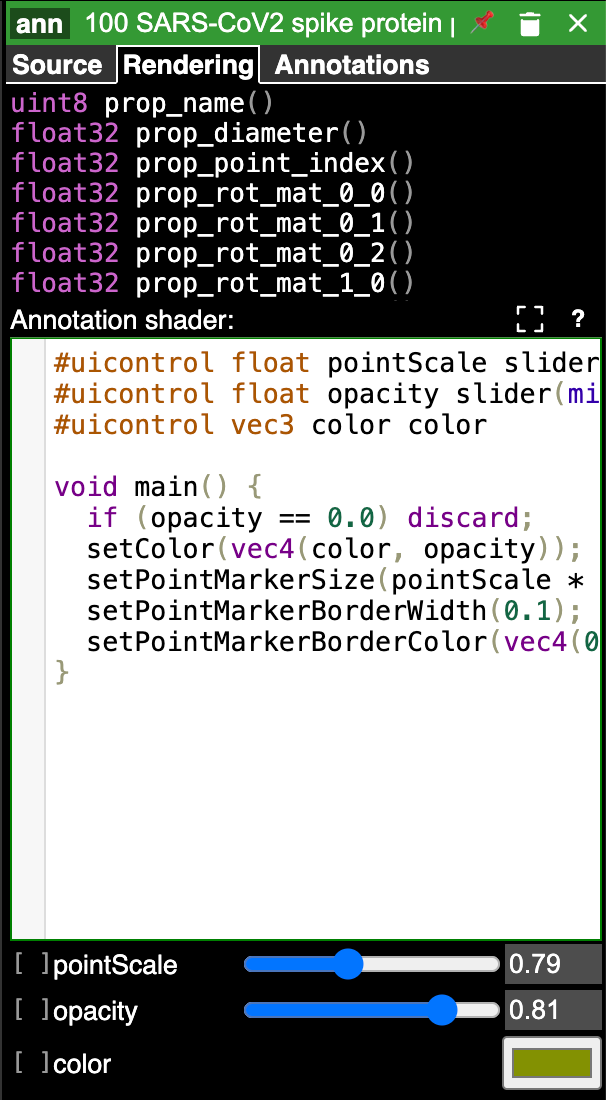 ann 100 SARS-CoV2 spike protein
Source Rendering Annotations
uint8 prop_name()
float32 prop_diameter()
float32 prop_point_index()
float32 prop_rot_mat_0_0()
float32 prop_rot_mat_0_1()
float32 prop_rot_mat_0_2()
float32 prop_rot_mat_1_0()
Annotation shader: ?
#uicontrol float pointScale slider
#uicontrol float opacity slider(mi
#uicontrol vec3 color color
void main() {
if (opacity == 0.0) discard;
setColor(vec4(color, opacity));
setPointMarkerSize(pointScale *
setPointMarkerBorderWidth(0.1);
setPointMarkerBorderColor(vec4(0
}
[ ]pointScale 0.79
[ ]opacity 0.81
[ ]color